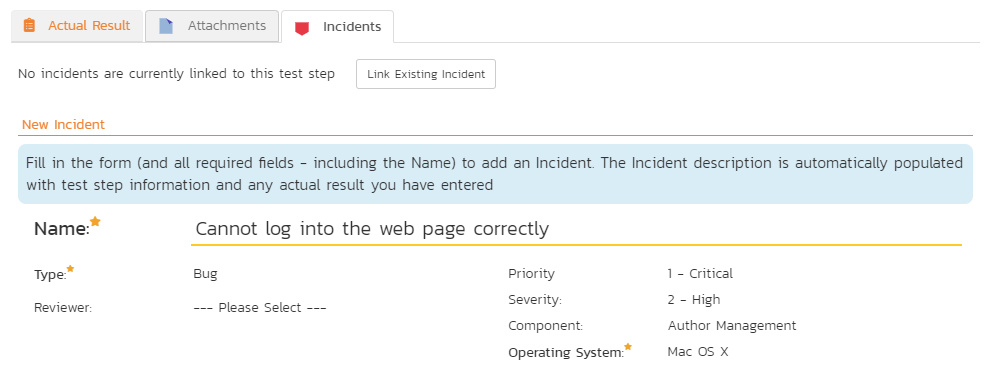 Actual Result Attachments Incidents
No incidents are currently linked to this test step Link Existing Incident
New Incident
Fill in the form (and all required fields - including the Name) to add an Incident. The Incident description is automatically populated
with test step information and any actual result you have entered
Name: Cannot log into the web page correctly
Type: Bug Priority 1 - Critical
Severity: 2 - High
Reviewer: --- Please Select ---
Component: Author Management
Operating System: Mac OS X